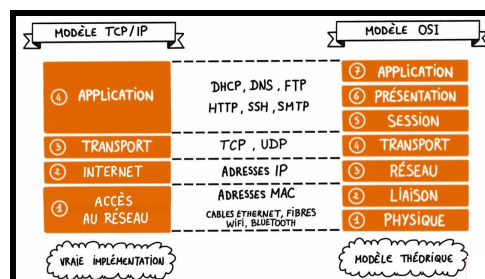 MODÈLE TCP/IP
MODÈLE OSI
④ APPLICATION
DHCP, DNS, FTP
HTTP, SSH, SMTP
⑦ APPLICATION
⑥ PRÉSENTATION
⑤ SESSION
③ TRANSPORT
TCP, UDP
④ TRANSPORT
② INTERNET
ADRESSES IP
③ RÉSEAU
① ACCÈS
AU RÉSEAU
ADRESSES MAC
CABLES ETHERNET, FIBRES
WIFI, BLUETOOTH
② LIAISON
① PHYSIQUE
VRAIE IMPLÉMENTATION
MODÈLE THÉORIQUE